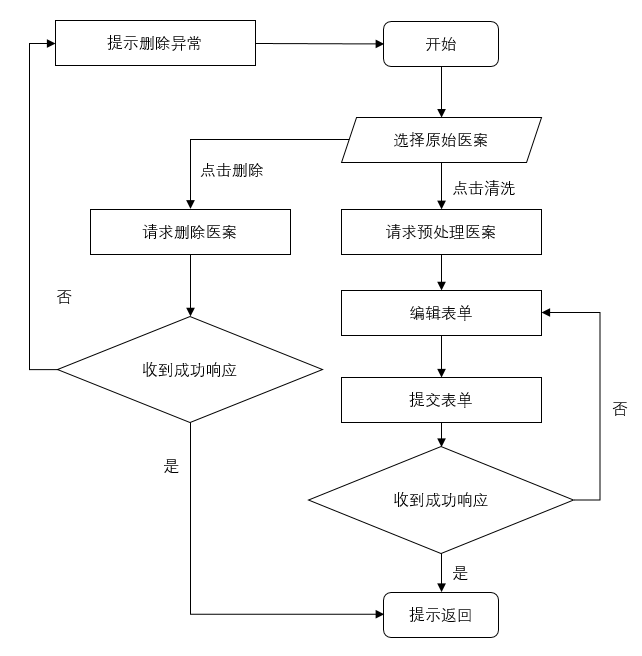 提示删除异常
开始
选择原始医案
点击删除
点击清洗
请求删除医案
请求预处理医案
否
编辑表单
收到成功响应
提交表单
否
是
收到成功响应
是
提示返回